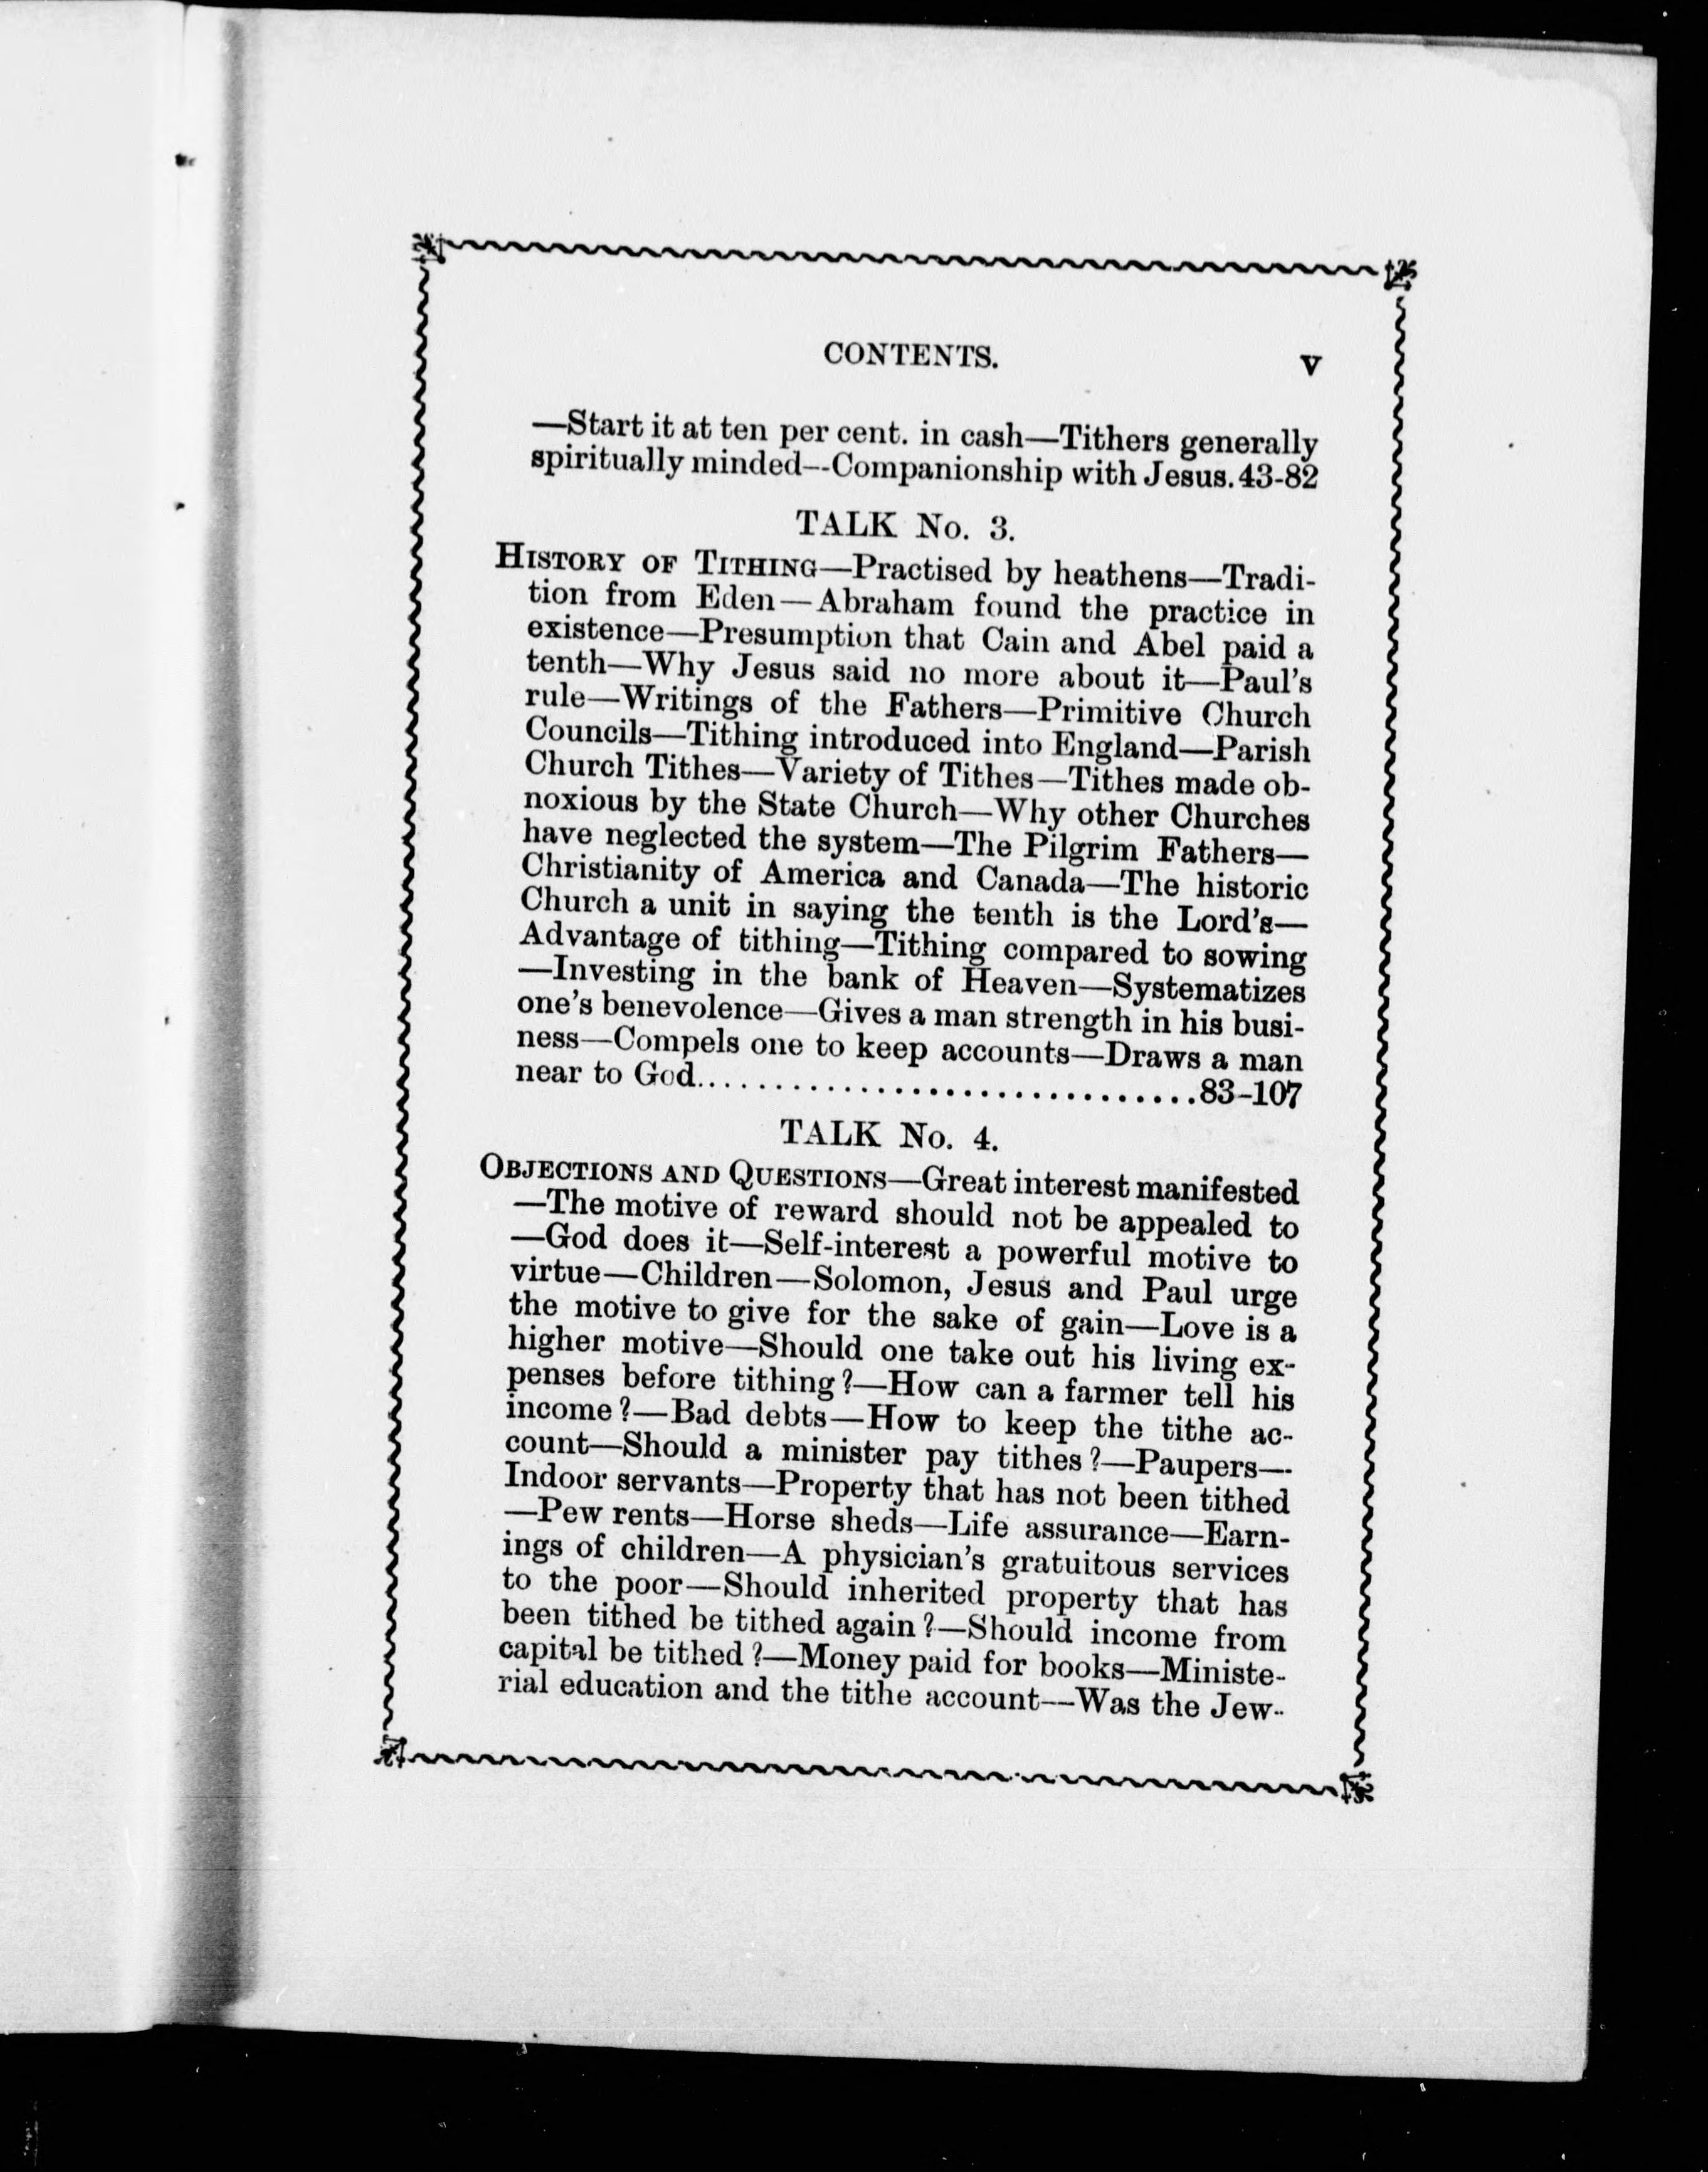 CONTENTS. V
—Start it at ten per cent. in cash—Tithers generally
spiritually minded--Companionship with Jesus. 43-82
TALK No. 3.
HISTORY OF TITHING—Practised by heathens—Tradi-
tion from Eden—Abraham found the practice in
existence—Presumption that Cain and Abel paid a
tenth—Why Jesus said no more about it—Paul's
rule—Writings of the Fathers—Primitive Church
Councils—Tithing introduced into England—Parish
Church Tithes—Variety of Tithes—Tithes made ob-
noxious by the State Church—Why other Churches
have neglected the system—The Pilgrim Fathers—
Christianity of America and Canada—The historic
Church a unit in saying the tenth is the Lord's—
Advantage of tithing—Tithing compared to sowing
—Investing in the bank of Heaven—Systematizes
one's benevolence—Gives a man strength in his busi-
ness—Compels one to keep accounts—Draws a man
near to God.................................83-107
TALK No. 4.
OBJECTIONS AND QUESTIONS—Great interest manifested
—The motive of reward should not be appealed to
—God does it—Self-interest a powerful motive to
virtue—Children—Solomon, Jesus and Paul urge
the motive to give for the sake of gain—Love is a
higher motive—Should one take out his living ex-
penses before tithing?—How can a farmer tell his
income?—Bad debts—How to keep the tithe ac-
count—Should a minister pay tithes?—Paupers—
Indoor servants—Property that has not been tithed
—Pew rents—Horse sheds—Life assurance—Earn-
ings of children—A physician's gratuitous services
to the poor—Should inherited property that has
been tithed be tithed again?—Should income from
capital be tithed?—Money paid for books—Ministe-
rial education and the tithe account—Was the Jew-